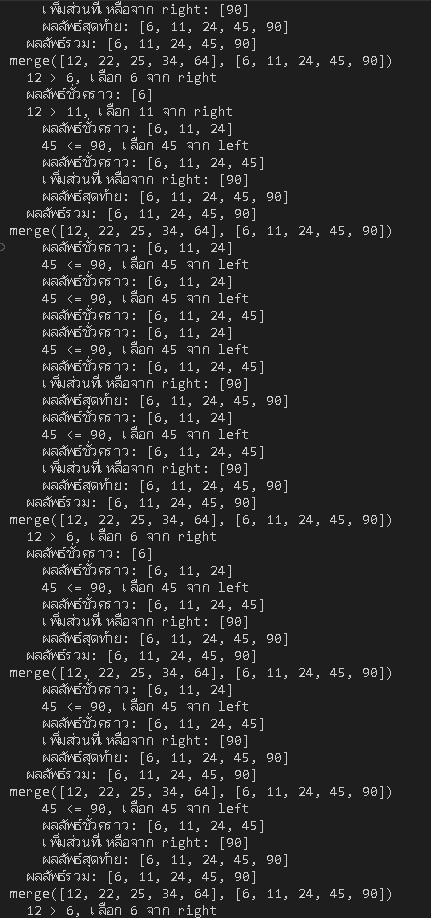 เพิ่มส่วนที่เหลือจาก right: [90]
ผลลัพธ์สุดท้าย: [6, 11, 24, 45, 90]
ผลลัพธ์รวม: [6, 11, 24, 45, 90]
merge([12, 22, 25, 34, 64], [6, 11, 24, 45, 90])
12 > 6, เลือก 6 จาก right
ผลลัพธ์ชั่วคราว: [6]
12 > 11, เลือก 11 จาก right
ผลลัพธ์ชั่วคราว: [6, 11, 24]
45 <= 90, เลือก 45 จาก left
ผลลัพธ์ชั่วคราว: [6, 11, 24, 45]
เพิ่มส่วนที่เหลือจาก right: [90]
ผลลัพธ์สุดท้าย: [6, 11, 24, 45, 90]
ผลลัพธ์รวม: [6, 11, 24, 45, 90]
merge([12, 22, 25, 34, 64], [6, 11, 24, 45, 90])
ผลลัพธ์ชั่วคราว: [6, 11, 24]
45 <= 90, เลือก 45 จาก left
ผลลัพธ์ชั่วคราว: [6, 11, 24]
45 <= 90, เลือก 45 จาก left
ผลลัพธ์ชั่วคราว: [6, 11, 24, 45]
ผลลัพธ์ชั่วคราว: [6, 11, 24]
45 <= 90, เลือก 45 จาก left
ผลลัพธ์ชั่วคราว: [6, 11, 24, 45]
เพิ่มส่วนที่เหลือจาก right: [90]
ผลลัพธ์สุดท้าย: [6, 11, 24, 45, 90]
ผลลัพธ์ชั่วคราว: [6, 11, 24]
45 <= 90, เลือก 45 จาก left
ผลลัพธ์ชั่วคราว: [6, 11, 24, 45]
เพิ่มส่วนที่เหลือจาก right: [90]
ผลลัพธ์สุดท้าย: [6, 11, 24, 45, 90]
ผลลัพธ์รวม: [6, 11, 24, 45, 90]
merge([12, 22, 25, 34, 64], [6, 11, 24, 45, 90])
12 > 6, เลือก 6 จาก right
ผลลัพธ์ชั่วคราว: [6]
ผลลัพธ์ชั่วคราว: [6, 11, 24]
45 <= 90, เลือก 45 จาก left
ผลลัพธ์ชั่วคราว: [6, 11, 24, 45]
เพิ่มส่วนที่เหลือจาก right: [90]
ผลลัพธ์สุดท้าย: [6, 11, 24, 45, 90]
ผลลัพธ์รวม: [6, 11, 24, 45, 90]
merge([12, 22, 25, 34, 64], [6, 11, 24, 45, 90])
ผลลัพธ์ชั่วคราว: [6, 11, 24]
45 <= 90, เลือก 45 จาก left
ผลลัพธ์ชั่วคราว: [6, 11, 24, 45]
เพิ่มส่วนที่เหลือจาก right: [90]
ผลลัพธ์สุดท้าย: [6, 11, 24, 45, 90]
ผลลัพธ์รวม: [6, 11, 24, 45, 90]
merge([12, 22, 25, 34, 64], [6, 11, 24, 45, 90])
45 <= 90, เลือก 45 จาก left
ผลลัพธ์ชั่วคราว: [6, 11, 24, 45]
เพิ่มส่วนที่เหลือจาก right: [90]
ผลลัพธ์สุดท้าย: [6, 11, 24, 45, 90]
ผลลัพธ์รวม: [6, 11, 24, 45, 90]
merge([12, 22, 25, 34, 64], [6, 11, 24, 45, 90])
12 > 6, เลือก 6 จาก right